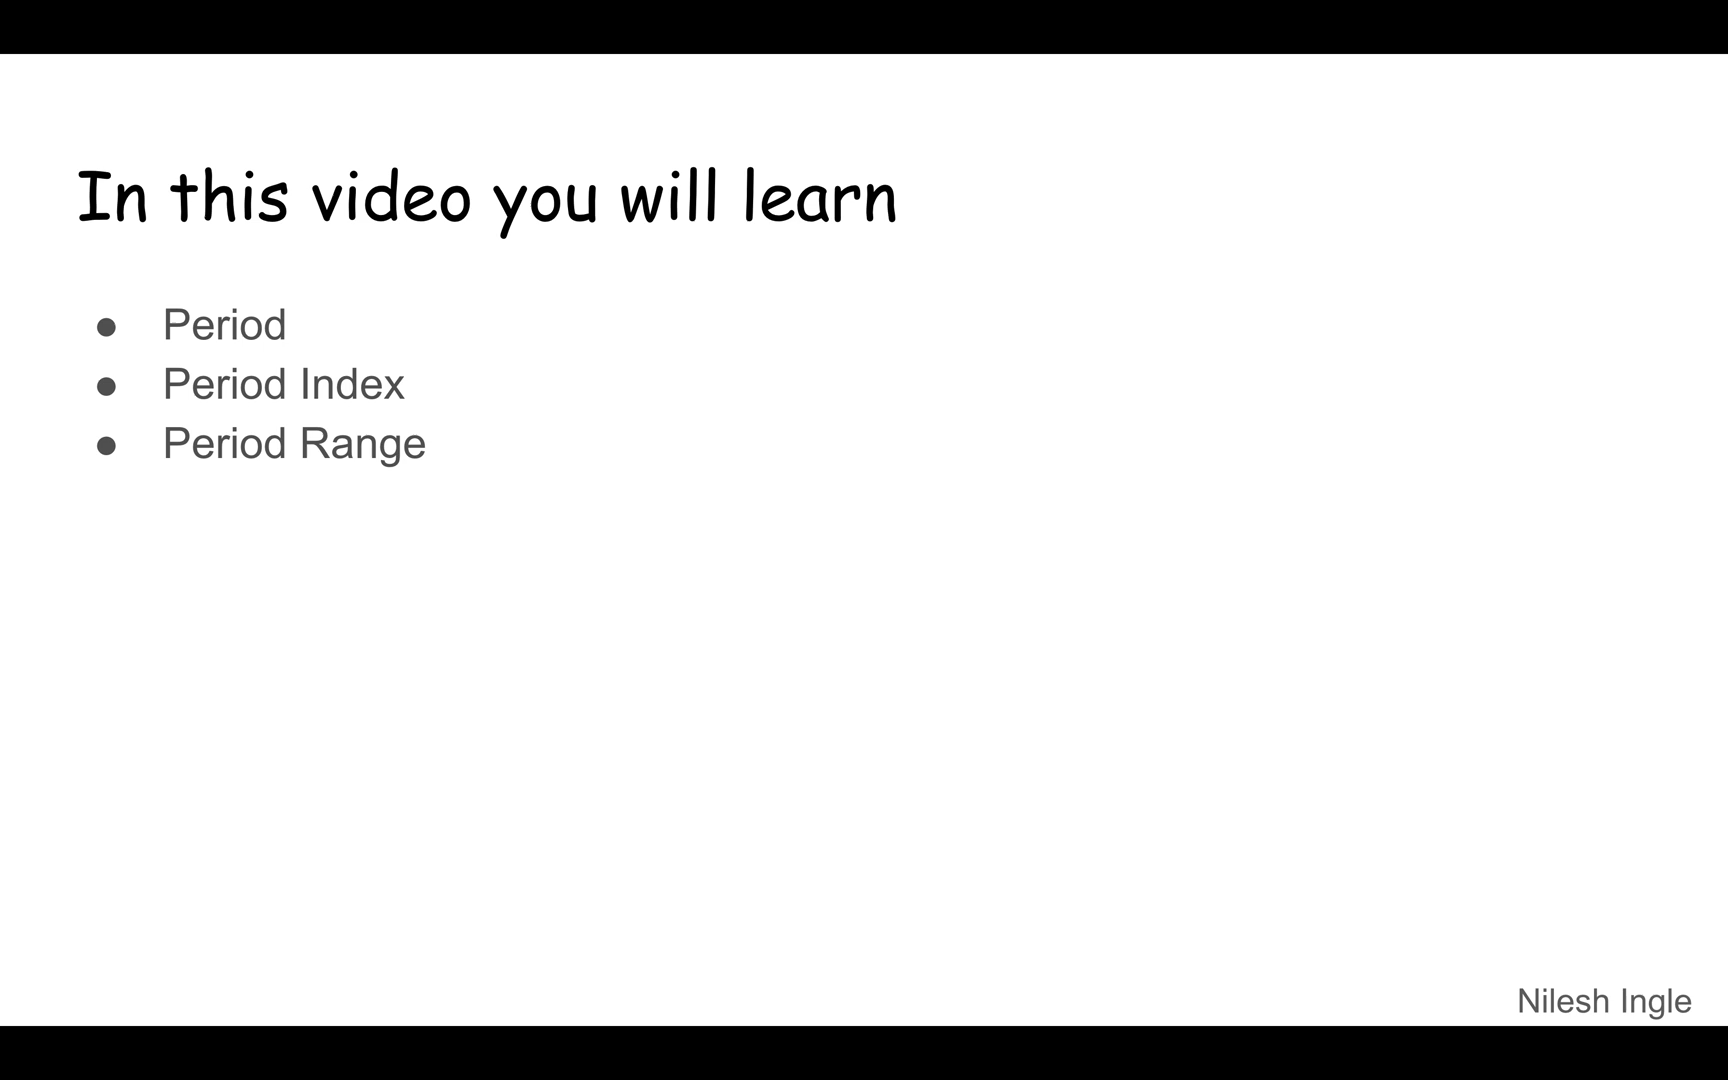 In this video you will learn
● Period
● Period Index
● Period Range
Nilesh Ingle